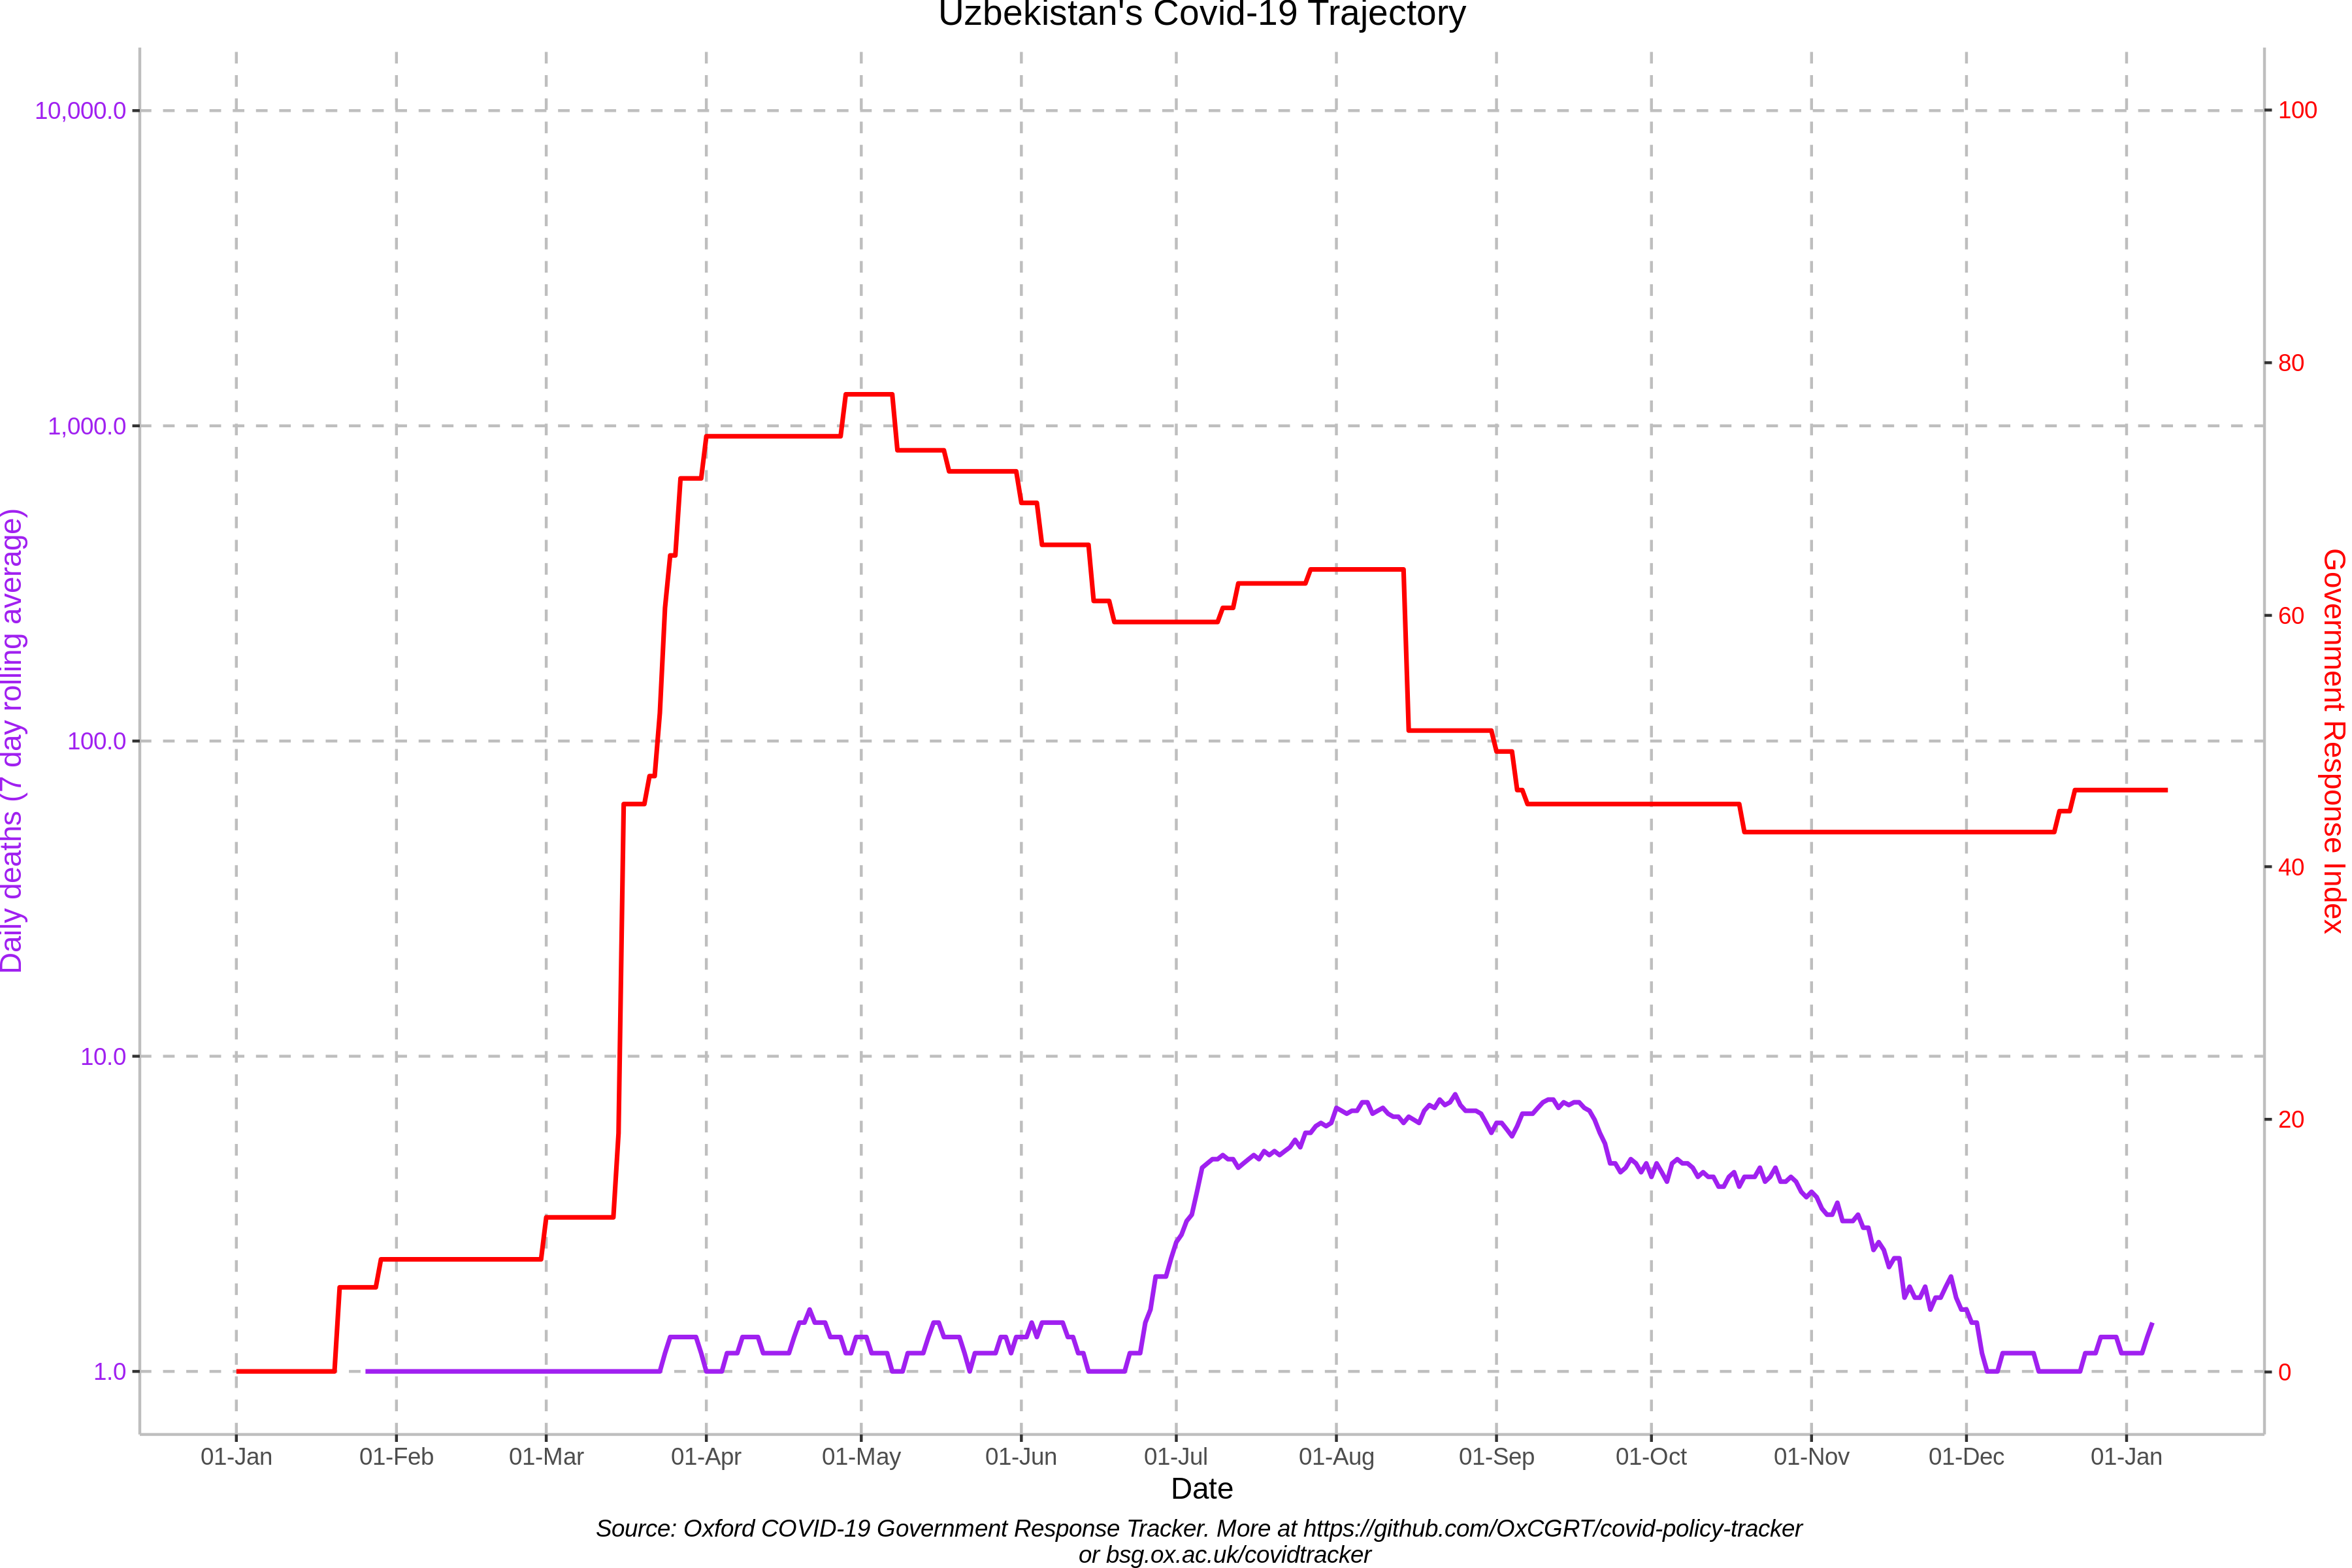 Uzbekistan's Covid-19 Trajectory
10,000.0
1,000.0
100.0
10.0
1.0
Daily deaths (7 day rolling average)
100
80
60
40
20
0
Government Response Index
01-Jan
01-Feb
01-Mar
01-Apr
01-May
01-Jun
01-Jul
01-Aug
01-Sep
01-Oct
01-Nov
01-Dec
01-Jan
Date
Source: Oxford COVID-19 Government Response Tracker. More at https://github.com/OxCGRT/covid-policy-tracker
or bsg.ox.ac.uk/covidtracker